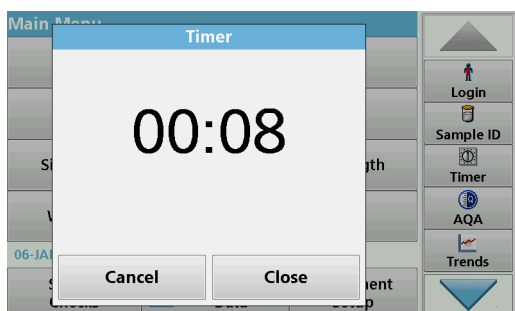 Main Menu
Timer
00:08
Cancel
Close
06-JA
Login
Sample ID
Timer
AQA
Trends